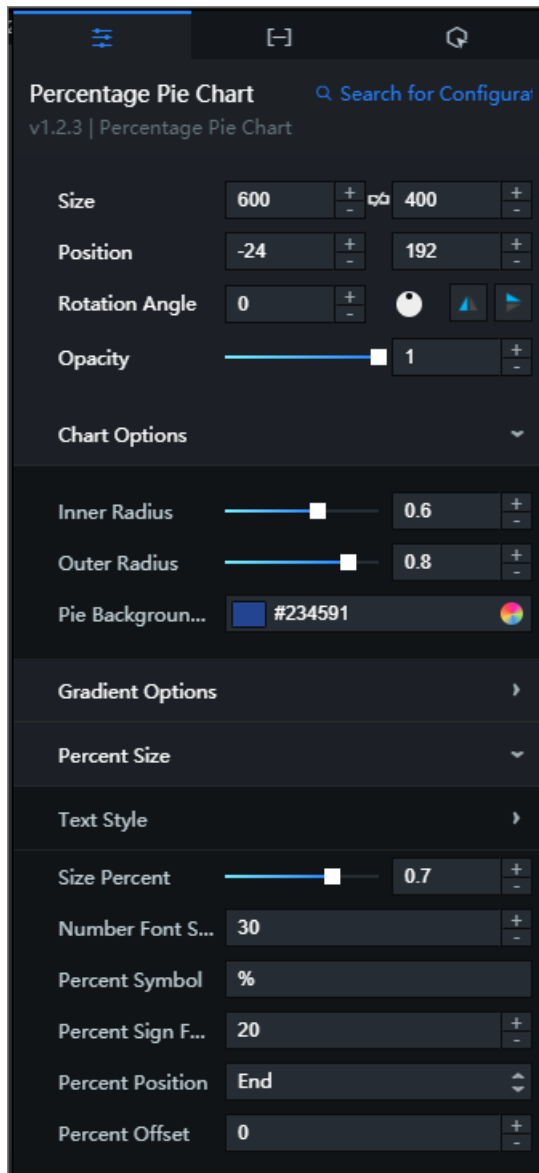 Percentage Pie Chart Search for Configurat
v1.2.3 | Percentage Pie Chart
Size 600 + - 400 + -
Position -24 + - 192 + -
Rotation Angle 0 + -
Opacity 1 + -
Chart Options
Inner Radius 0.6 + -
Outer Radius 0.8 + -
Pie Backgroun... #234591
Gradient Options
Percent Size
Text Style
Size Percent 0.7 + -
Number Font S... 30 + -
Percent Symbol %
Percent Sign F... 20 + -
Percent Position End
Percent Offset 0 + -